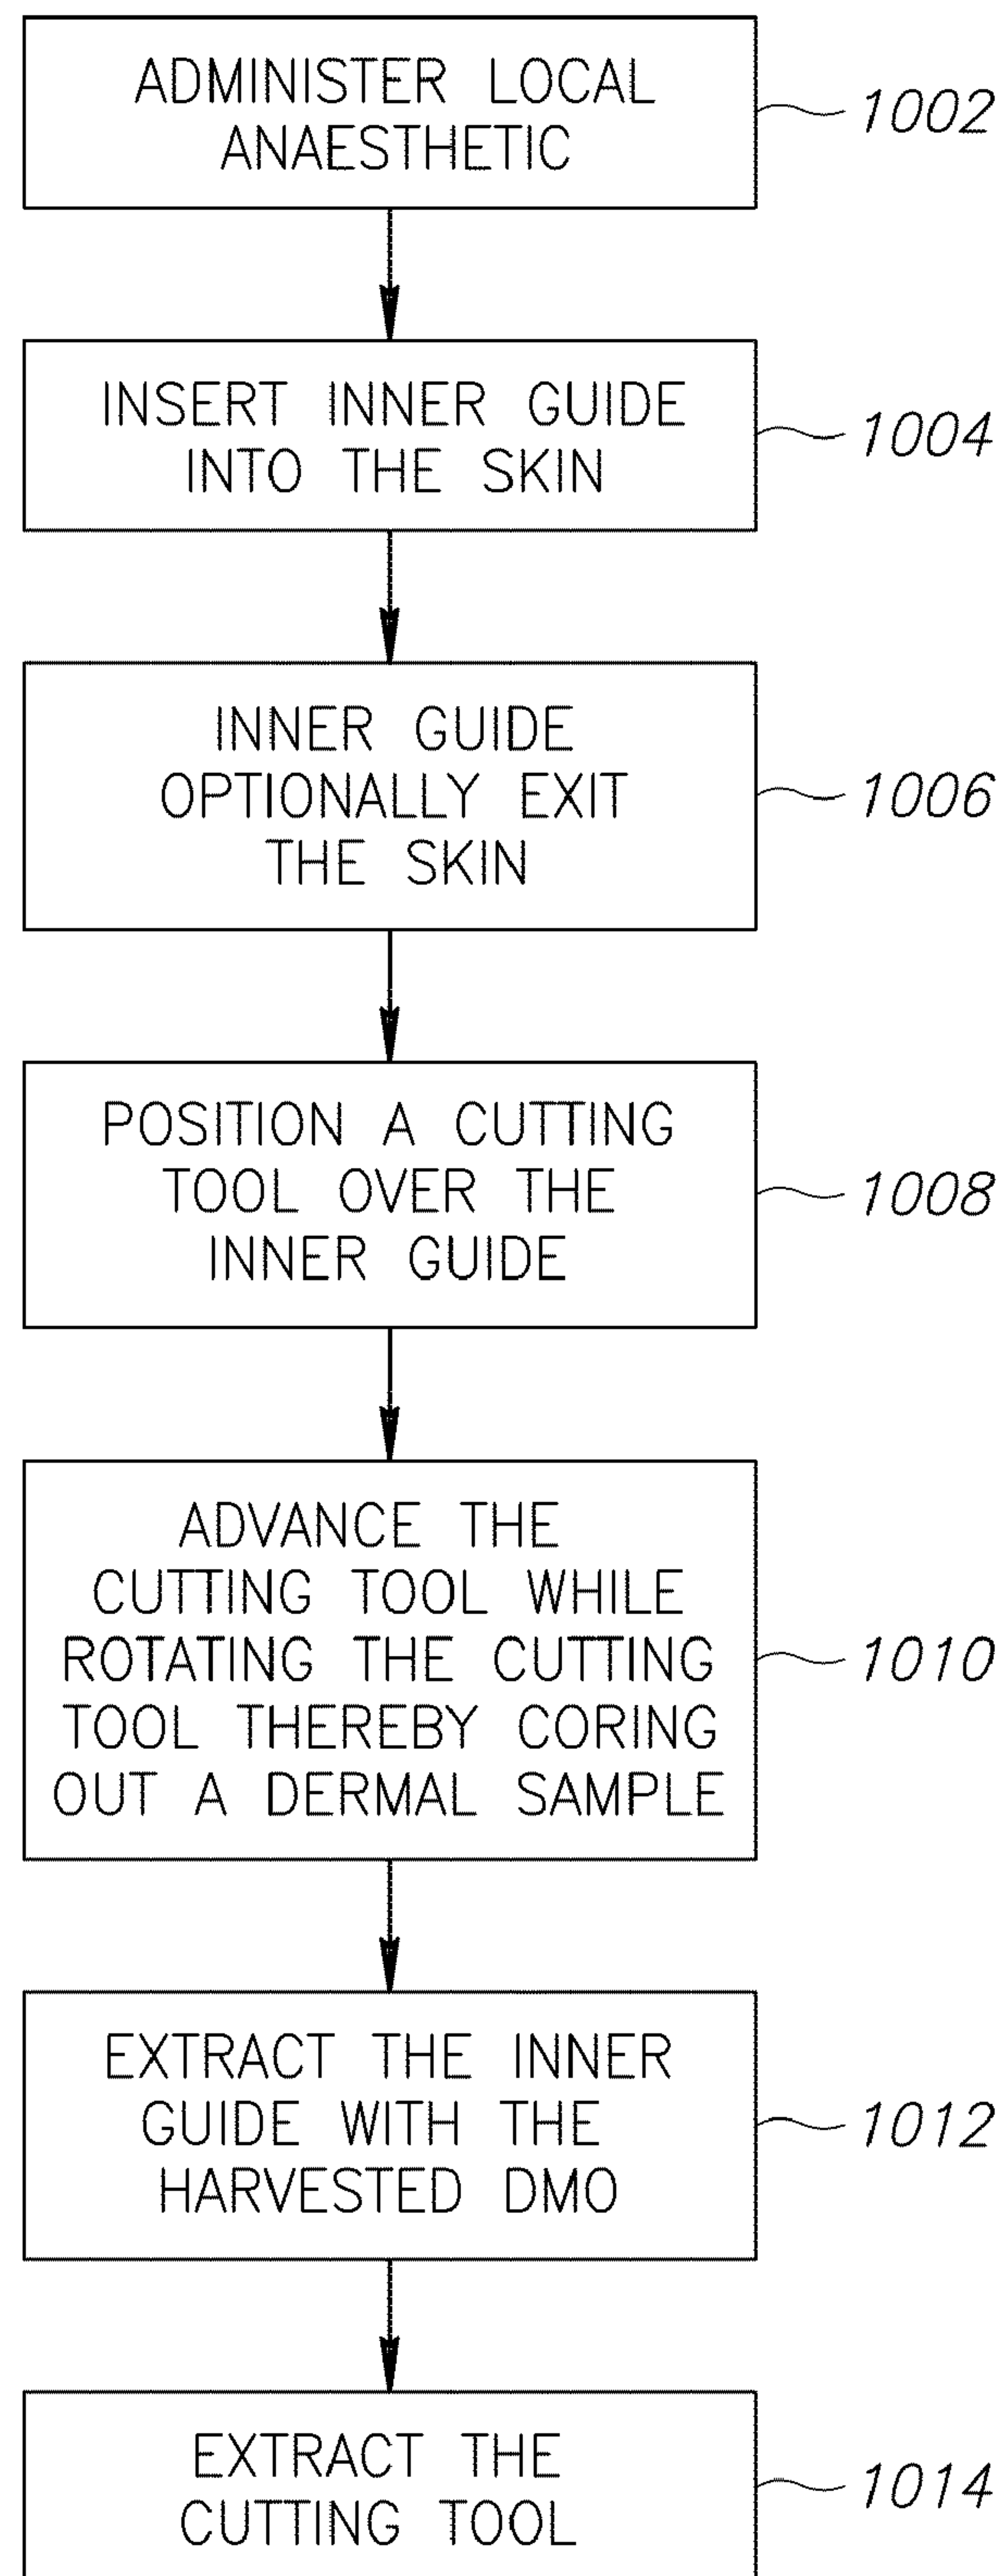 ADMINISTER LOCAL
ANAESTHETIC
1002
INSERT INNER GUIDE
INTO THE SKIN
1004
INNER GUIDE
OPTIONALLY EXIT
THE SKIN
1006
POSITION A CUTTING
TOOL OVER THE
INNER GUIDE
1008
ADVANCE THE
CUTTING TOOL WHILE
ROTATING THE CUTTING
TOOL THEREBY CORING
OUT A DERMAL SAMPLE
1010
EXTRACT THE INNER
GUIDE WITH THE
HARVESTED DMO
1012
EXTRACT THE
CUTTING TOOL
1014